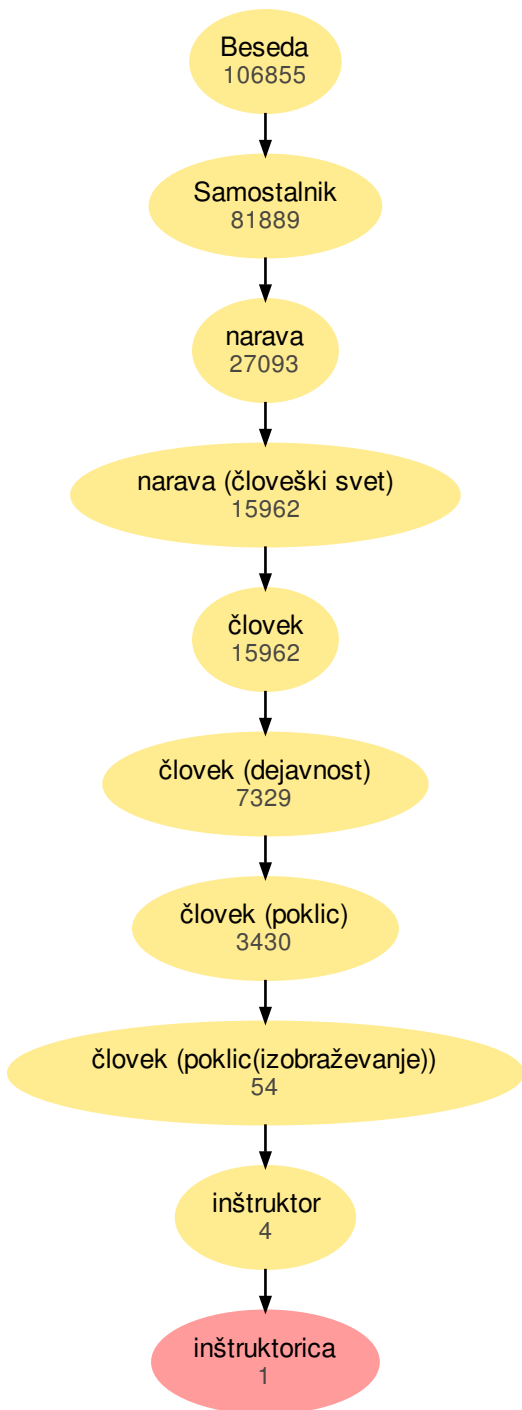 Beseda
106855
Samostalnik
81889
narava
27093
narava (človeški svet)
15962
človek
15962
človek (dejavnost)
7329
človek (poklic)
3430
človek (poklic(izobraževanje))
54
inštruktor
4
inštruktorica
1